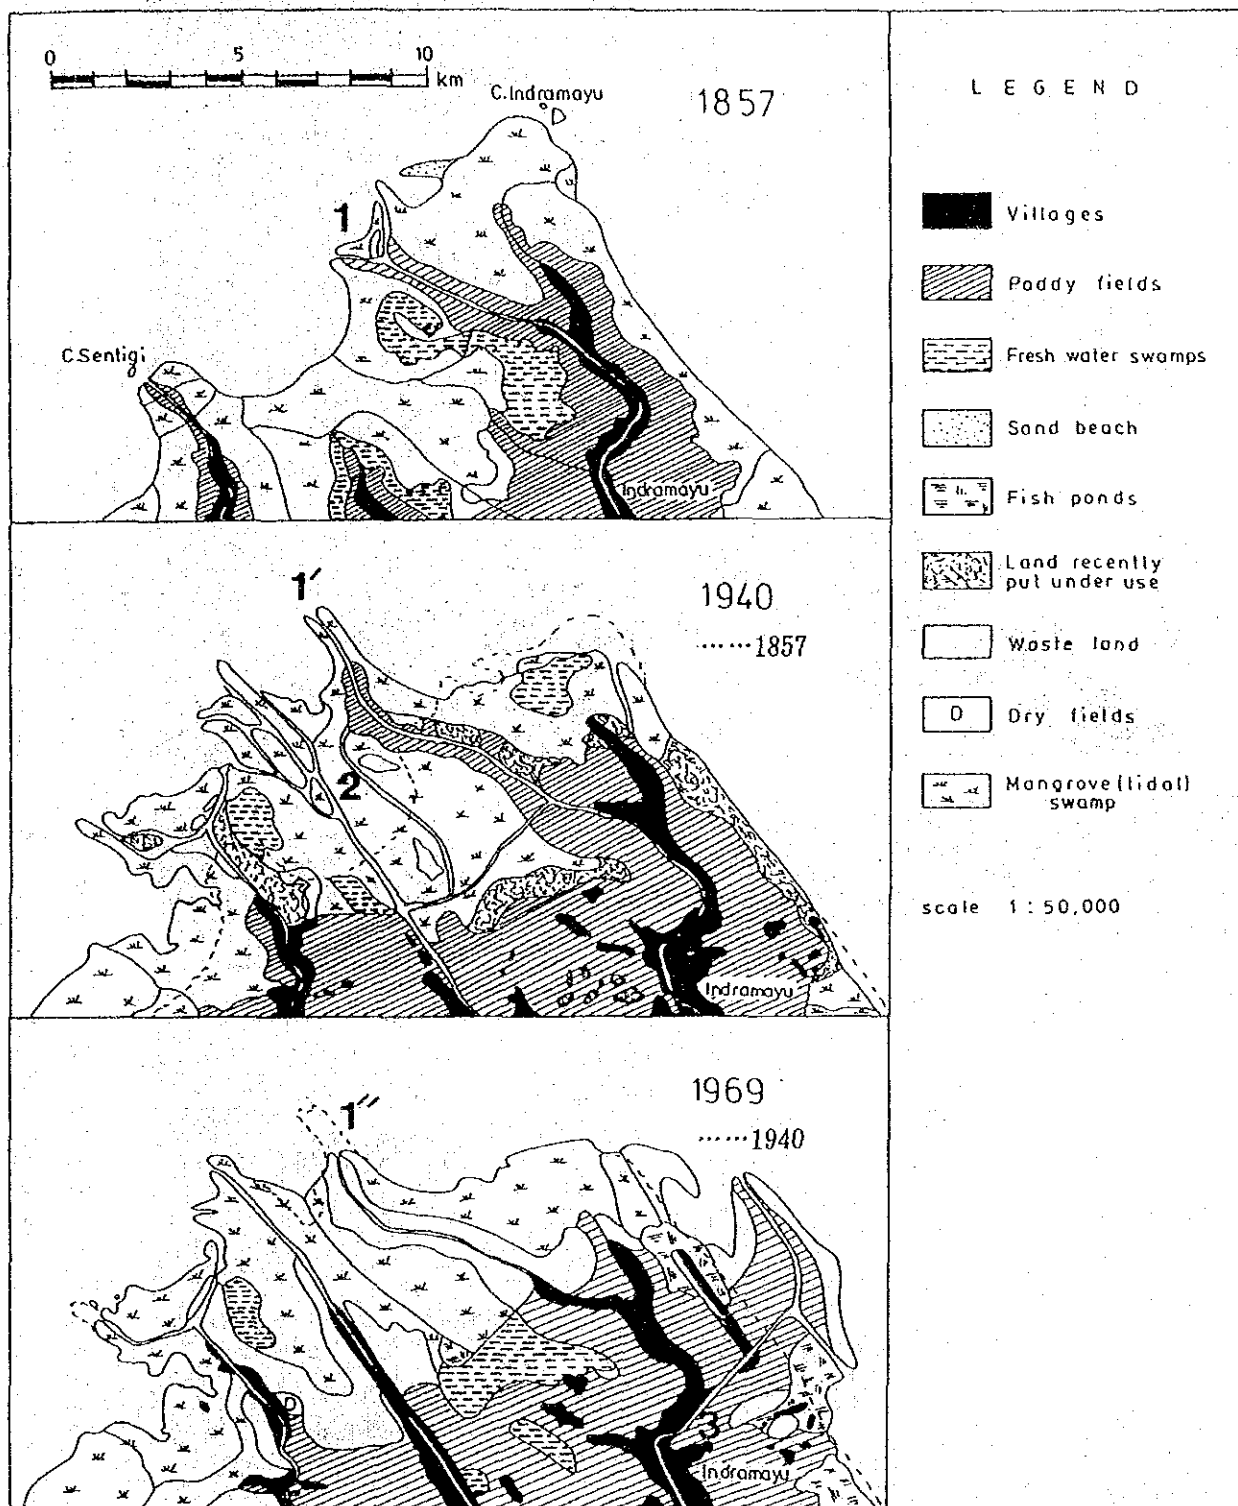 0 5 10
km
C.Indramayu
1857
1
C.Sentigi
Indramayu
1′
1940
······1857
2
Indramayu
1″
1969
······1940
D
3
Indramayu
LEGEND
Villages
Paddy fields
Fresh water swamps
Sand beach
Fish ponds
Land recently
put under use
Waste land
D Dry fields
Mangrove (tidal)
swamp
scale 1 : 50,000